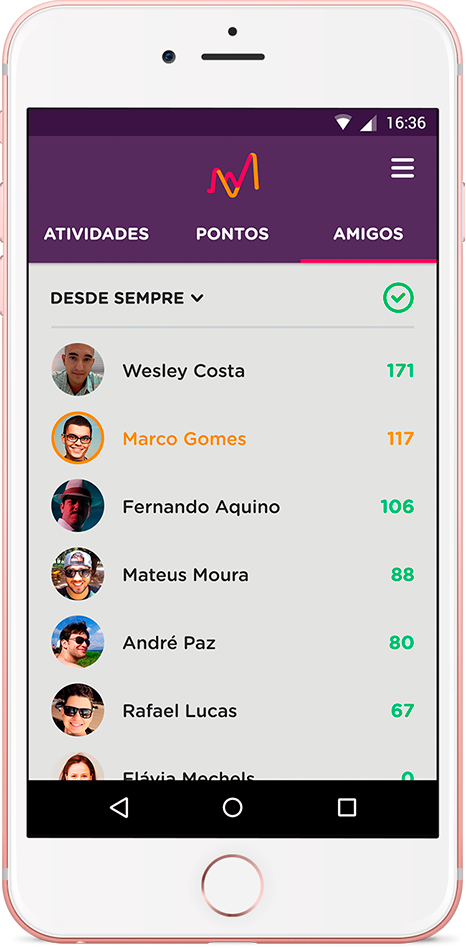 16:36
ATIVIDADES PONTOS AMIGOS
DESDE SEMPRE
Wesley Costa 171
Marco Gomes 117
Fernando Aquino 106
Mateus Moura 88
André Paz 80
Rafael Lucas 67
Flávia Mechels 0